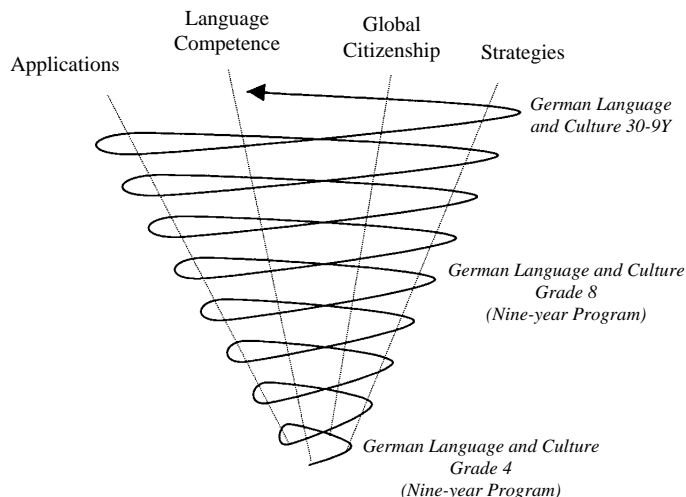 Applications
Language
Competence
Global
Citizenship
Strategies
German Language
and Culture 30-9Y
German Language and Culture
Grade 8
(Nine-year Program)
German Language and Culture
Grade 4
(Nine-year Program)